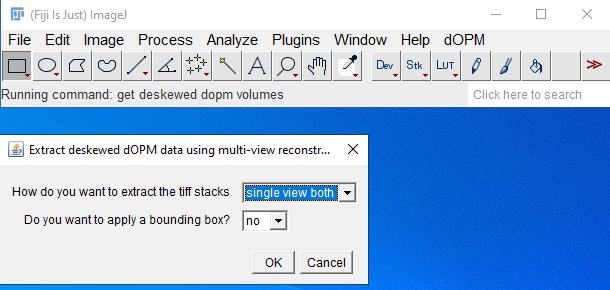 (Fiji Is Just) ImageJ
File Edit Image Process Analyze Plugins Window Help dOPM
Dev Stk LUT >>
Running command: get deskewed dopm volumes Click here to search
Extract deskewed dOPM data using multi-view reconstr...
How do you want to extract the tiff stacks single view both
Do you want to apply a bounding box? no
OK Cancel